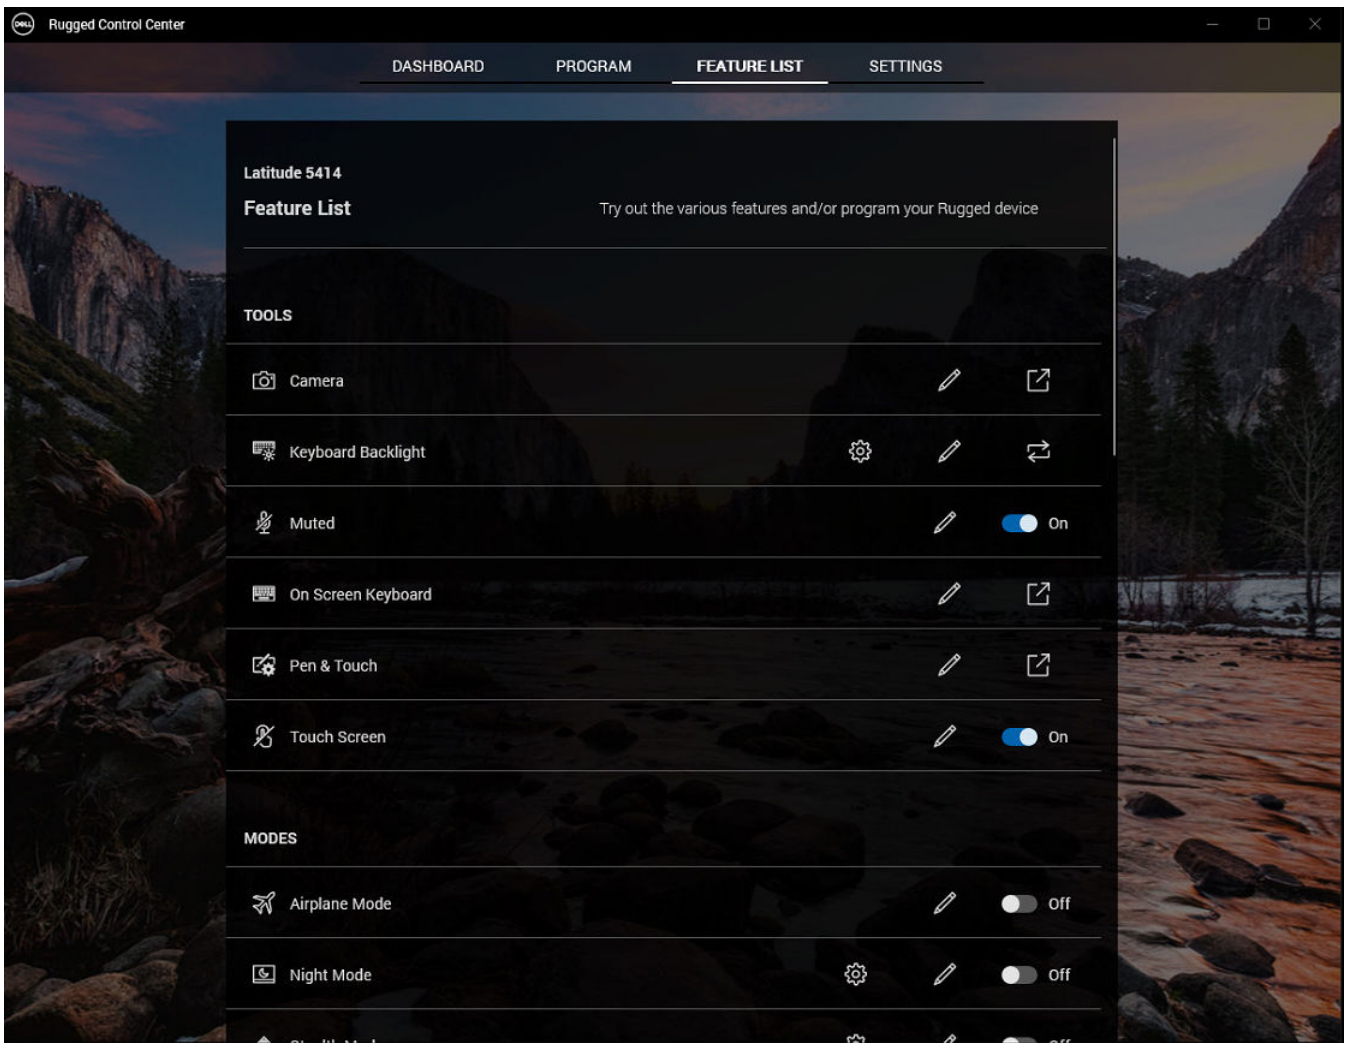 DELL
Rugged Control Center
DASHBOARD PROGRAM FEATURE LIST SETTINGS
Latitude 5414
Feature List Try out the various features and/or program your Rugged device
TOOLS
Camera
Keyboard Backlight
Muted On
On Screen Keyboard
Pen & Touch
Touch Screen On
MODES
Airplane Mode Off
Night Mode Off